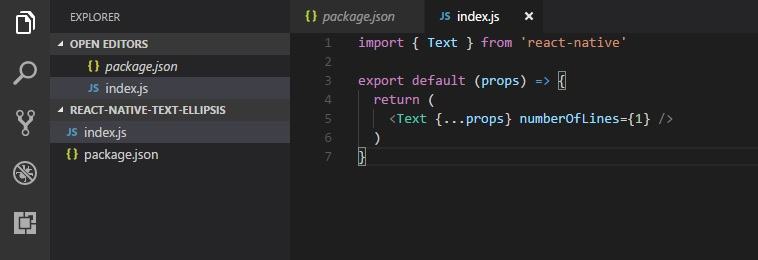 EXPLORER
OPEN EDITORS
{} package.json
JS index.js
REACT-NATIVE-TEXT-ELLIPSIS
JS index.js
{} package.json
{} package.json
JS index.js ×
1 import { Text } from 'react-native'
2
3 export default (props) => {
4   return (
5     <Text {...props} numberOfLines={1} />
6   )
7 }